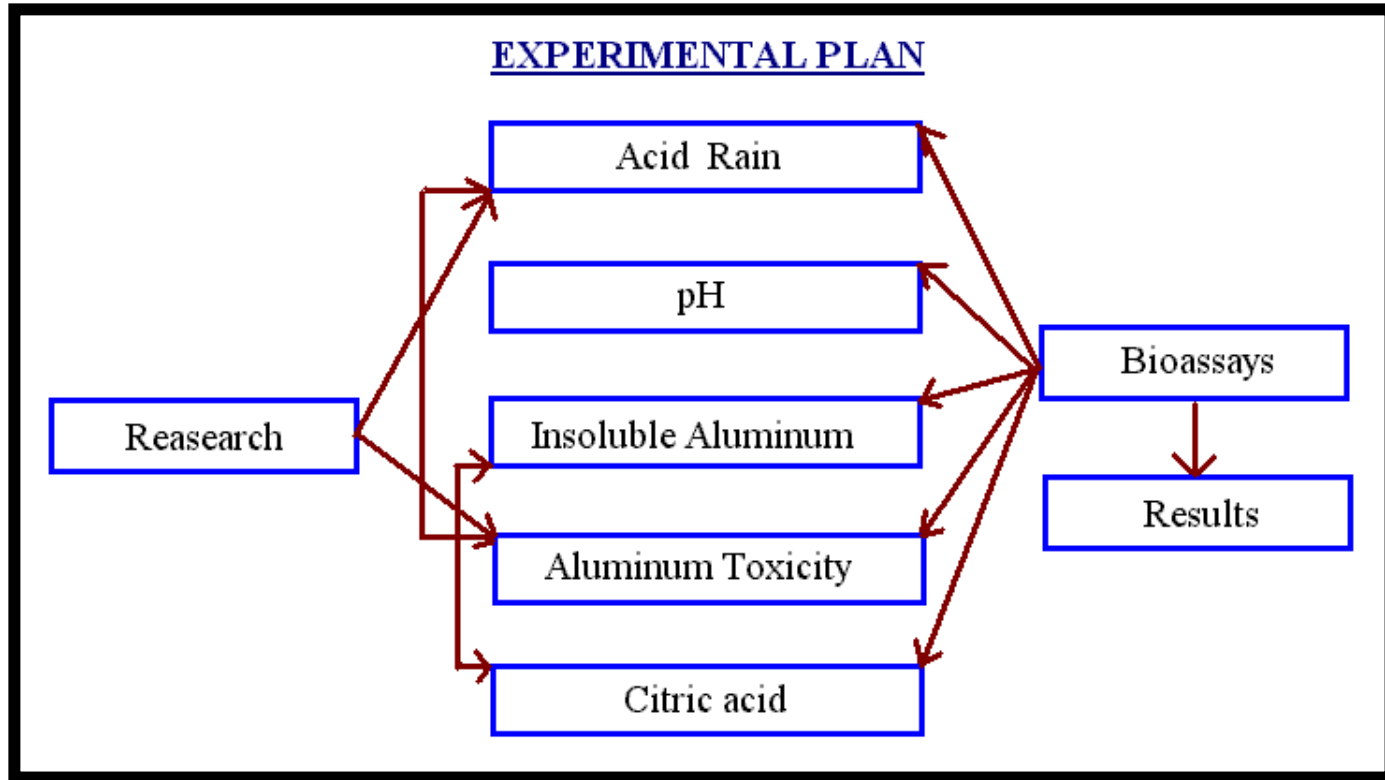 EXPERIMENTAL PLAN
Acid Rain
pH
Bioassays
Insoluble Aluminum
Reasearch
Results
Aluminum Toxicity
Citric acid